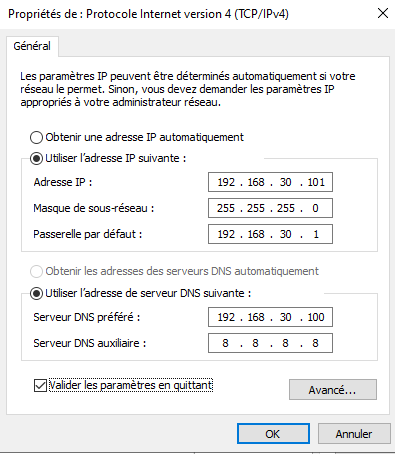 Propriétés de : Protocole Internet version 4 (TCP/IPv4)
Général
Les paramètres IP peuvent être déterminés automatiquement si votre
réseau le permet. Sinon, vous devez demander les paramètres IP
appropriés à votre administrateur réseau.
Obtenir une adresse IP automatiquement
Utiliser l'adresse IP suivante :
Adresse IP : 192 . 168 . 30 . 101
Masque de sous-réseau : 255 . 255 . 255 . 0
Passerelle par défaut : 192 . 168 . 30 . 1
Obtenir les adresses des serveurs DNS automatiquement
Utiliser l'adresse de serveur DNS suivante :
Serveur DNS préféré : 192 . 168 . 30 . 100
Serveur DNS auxiliaire : 8 . 8 . 8 . 8
Valider les paramètres en quittant
Avancé...
OK Annuler